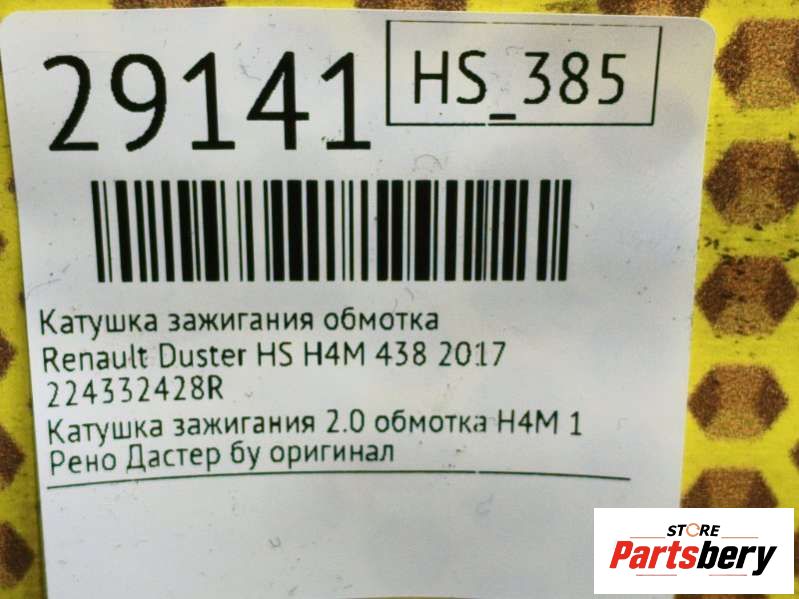 29141
HS_385
Катушка зажигания обмотка
Renault Duster HS H4M 438 2017
224332428R
Катушка зажигания 2.0 обмотка H4M 1
Рено Дастер бу оригинал
STORE
Partsbery